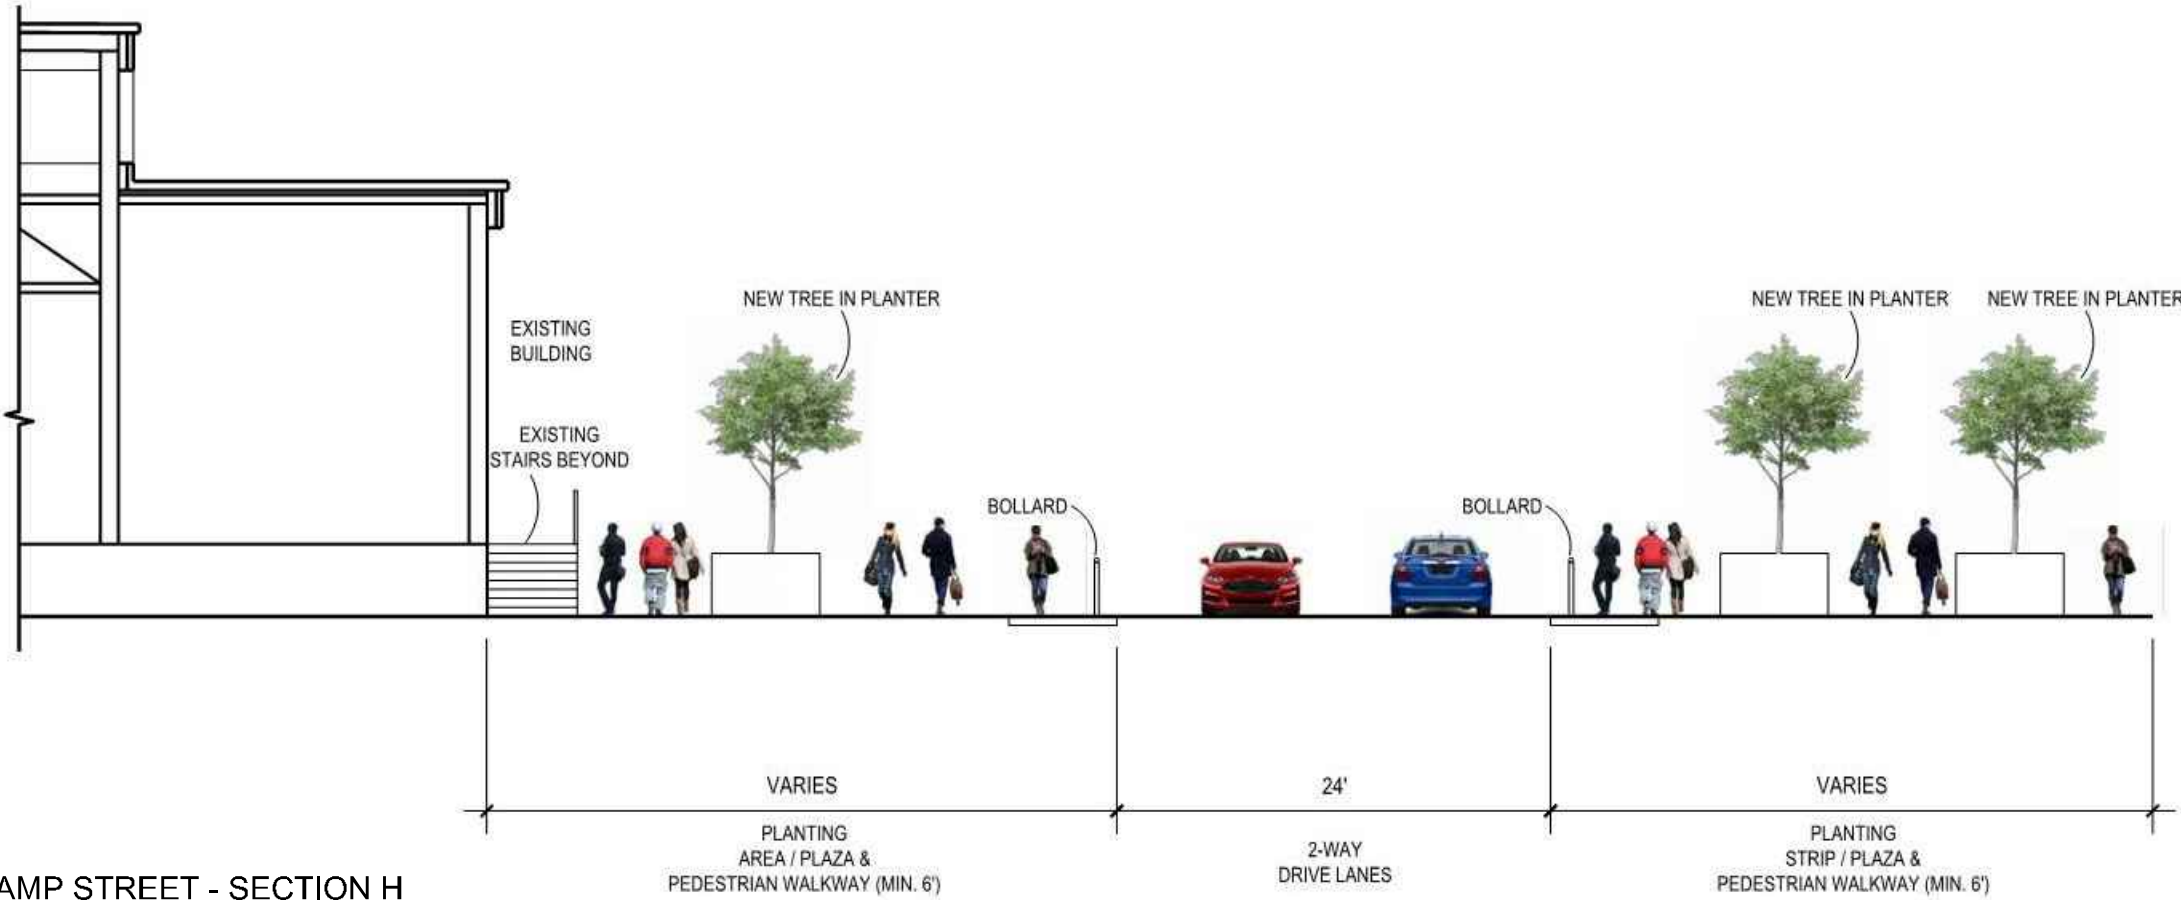 NEW TREE IN PLANTER
NEW TREE IN PLANTER
NEW TREE IN PLANTER
EXISTING
BUILDING
EXISTING
STAIRS BEYOND
BOLLARD
BOLLARD
VARIES
24'
VARIES
PLANTING
AREA / PLAZA &
PEDESTRIAN WALKWAY (MIN. 6')
2-WAY
DRIVE LANES
PLANTING
STRIP / PLAZA &
PEDESTRIAN WALKWAY (MIN. 6')
AMP STREET - SECTION H